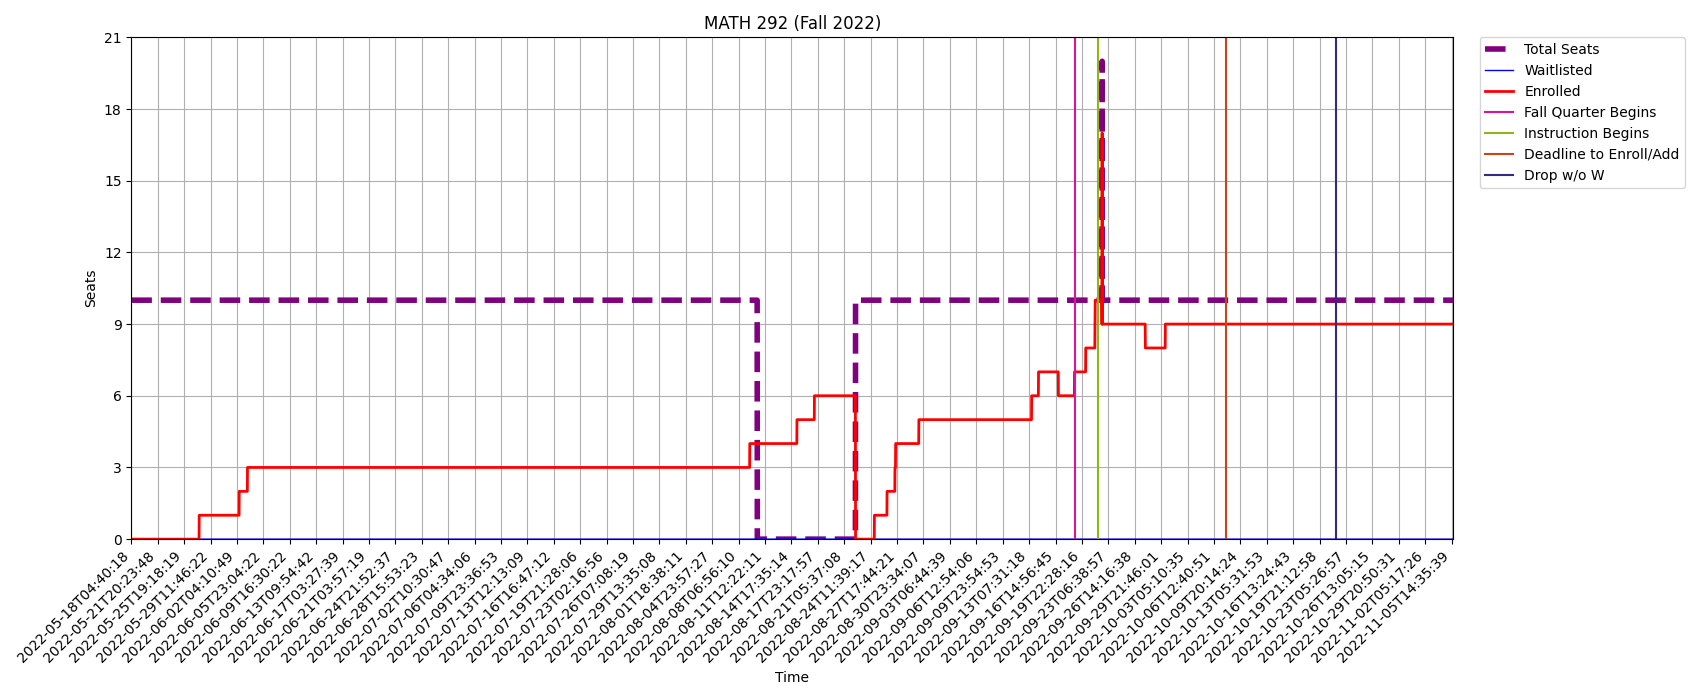 MATH 292 (Fall 2022)
Total Seats
Waitlisted
Enrolled
Fall Quarter Begins
Instruction Begins
Deadline to Enroll/Add
Drop w/o W
Seats
21
18
15
12
9
6
3
0
2022-05-18T04:40:18
2022-05-21T20:23:48
2022-05-25T19:18:19
2022-05-29T11:46:22
2022-06-02T04:10:49
2022-06-05T23:04:22
2022-06-09T16:30:22
2022-06-13T09:54:42
2022-06-17T03:27:39
2022-06-21T03:57:19
2022-06-24T21:52:37
2022-06-28T15:53:23
2022-07-02T10:30:47
2022-07-06T04:34:06
2022-07-09T23:36:53
2022-07-13T12:13:09
2022-07-16T16:47:12
2022-07-19T21:28:06
2022-07-23T02:16:56
2022-07-26T07:08:19
2022-07-29T13:35:08
2022-08-01T18:38:11
2022-08-04T23:57:27
2022-08-08T06:56:10
2022-08-11T12:22:11
2022-08-14T17:35:14
2022-08-17T23:17:57
2022-08-21T05:37:08
2022-08-24T11:39:17
2022-08-27T17:44:21
2022-08-30T23:34:07
2022-09-03T06:44:39
2022-09-06T12:54:06
2022-09-09T23:54:53
2022-09-13T07:31:18
2022-09-16T14:56:45
2022-09-19T22:28:16
2022-09-23T06:38:57
2022-09-26T14:16:38
2022-09-29T21:46:01
2022-10-03T05:10:35
2022-10-06T12:40:51
2022-10-09T20:14:24
2022-10-13T05:31:53
2022-10-16T13:24:43
2022-10-19T21:12:58
2022-10-23T05:26:57
2022-10-26T13:05:15
2022-10-29T20:50:31
2022-11-02T05:17:26
2022-11-05T14:35:39
Time